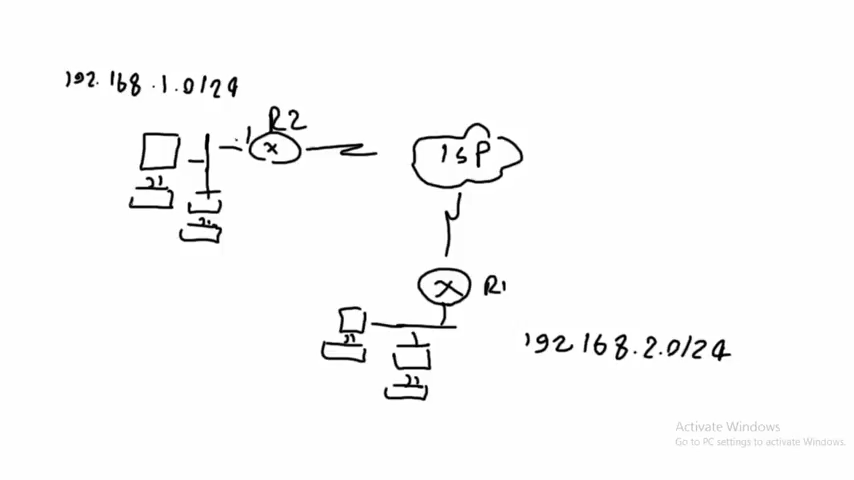 192.168.1.0/24
R2
.1
x
ISP
x
R1
192.168.2.0/24
Activate Windows
Go to PC settings to activate Windows.